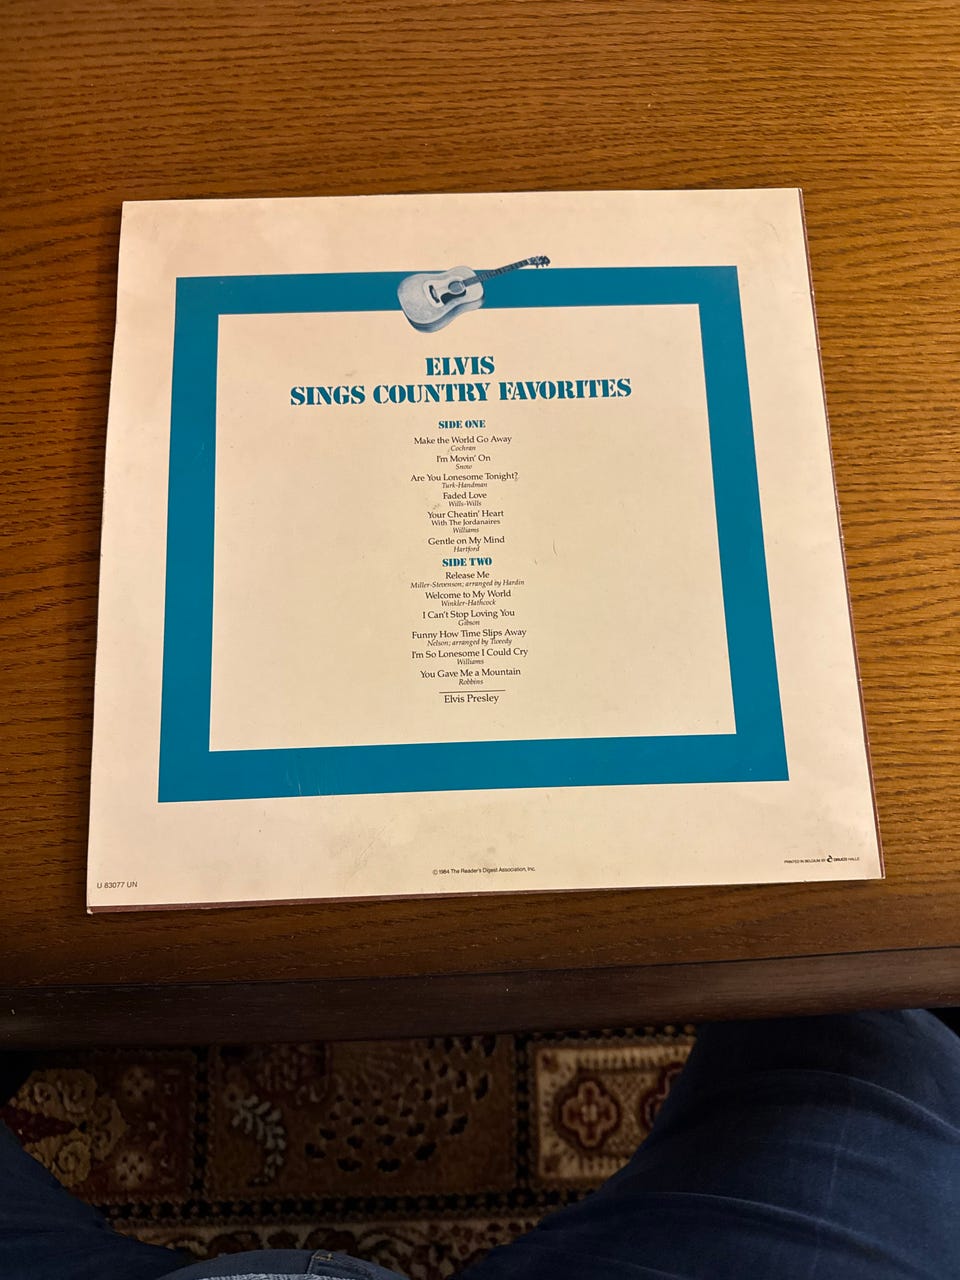 ELVIS
SINGS COUNTRY FAVORITES
SIDE ONE
Make the World Go Away
Cochran
I'm Movin' On
Snow
Are You Lonesome Tonight?
Turk-Handman
Faded Love
Wills-Wills
Your Cheatin' Heart
With The Jordanaires
Williams
Gentle on My Mind
Hartford
SIDE TWO
Release Me
Miller-Stevenson; arranged by Hardin
Welcome to My World
Winkler-Hathcock
I Can't Stop Loving You
Gibson
Funny How Time Slips Away
Nelson; arranged by Tweedy
I'm So Lonesome I Could Cry
Williams
You Gave Me a Mountain
Robbins
Elvis Presley
PRINTED IN BELGIUM BY DRUCO HALLE
© 1984 The Reader's Digest Association, Inc.
U 83077 UN